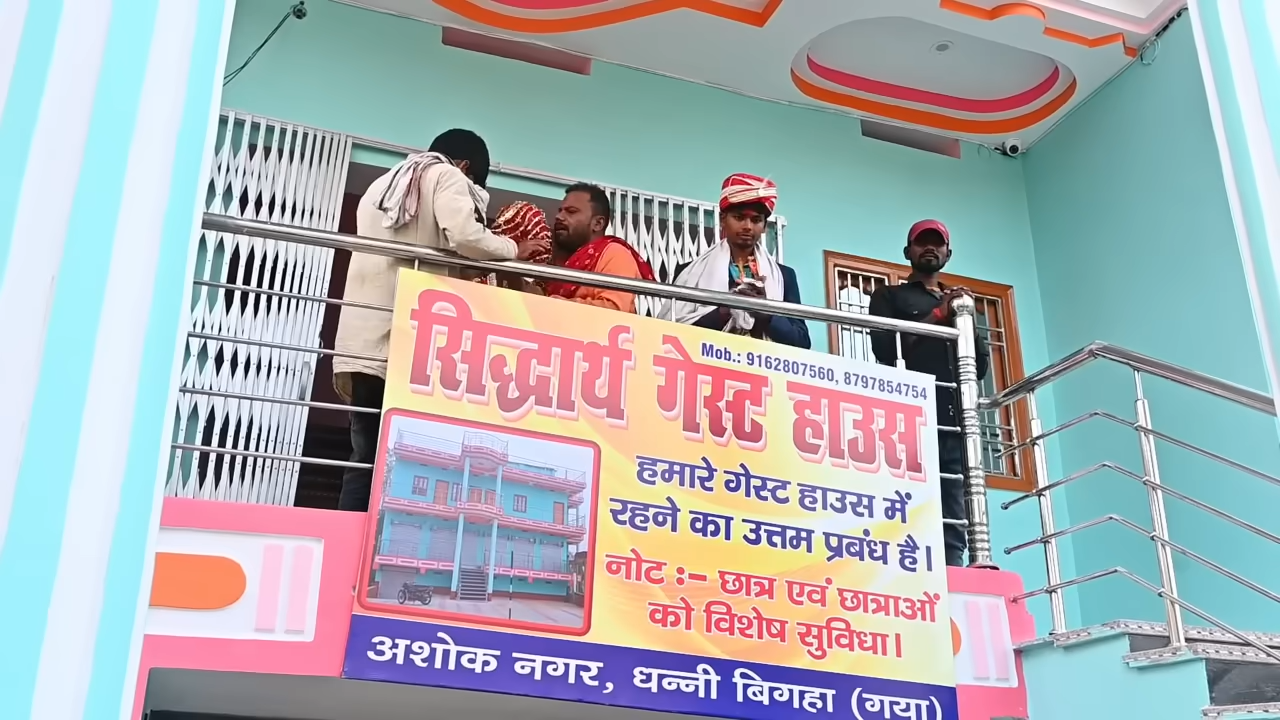 Mob.: 9162807560, 8797854754
सिद्धार्थ गेस्ट हाउस
हमारे गेस्ट हाउस में
रहने का उत्तम प्रबंध है।
नोट :- छात्र एवं छात्राओं
को विशेष सुविधा।
अशोक नगर, धन्नी बिगहा (गया)